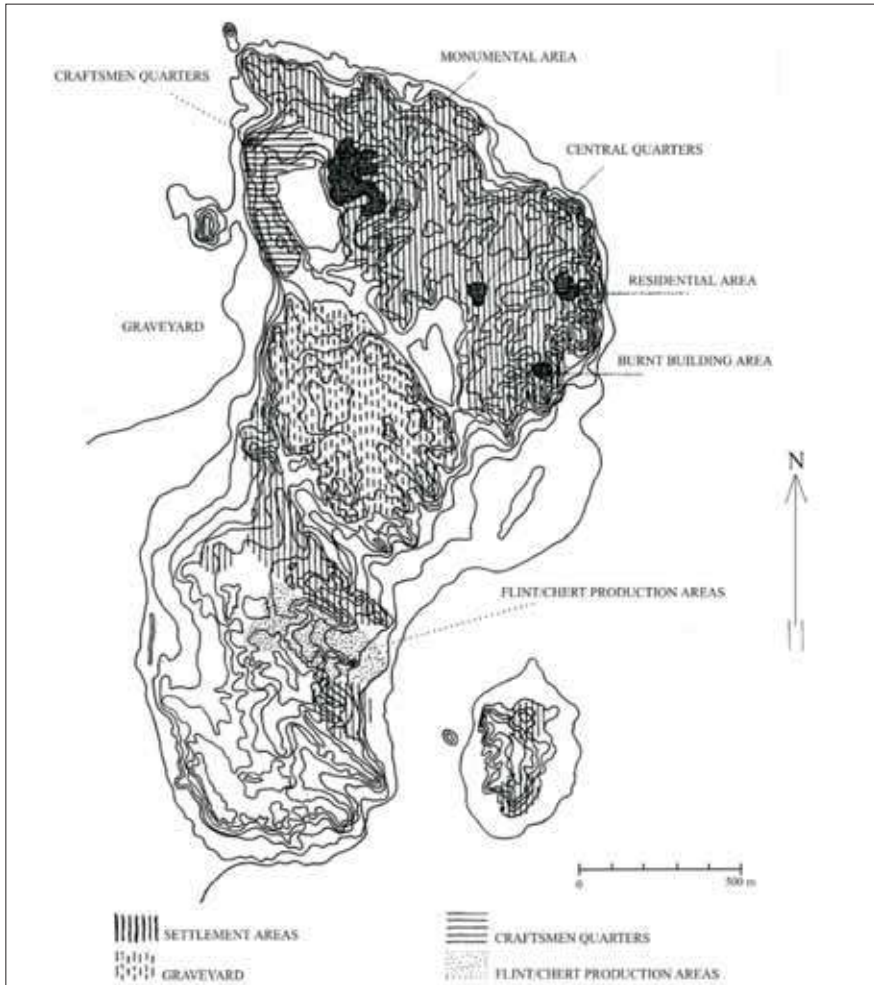 MONUMENTAL AREA
CRAFTSMEN QUARTERS
CENTRAL QUARTERS
RESIDENTIAL AREA
GRAVEYARD
BURNT BUILDING AREA
N
FLINT/CHERT PRODUCTION AREAS
0 500 m
SETTLEMENT AREAS
CRAFTSMEN QUARTERS
GRAVEYARD
FLINT/CHERT PRODUCTION AREAS